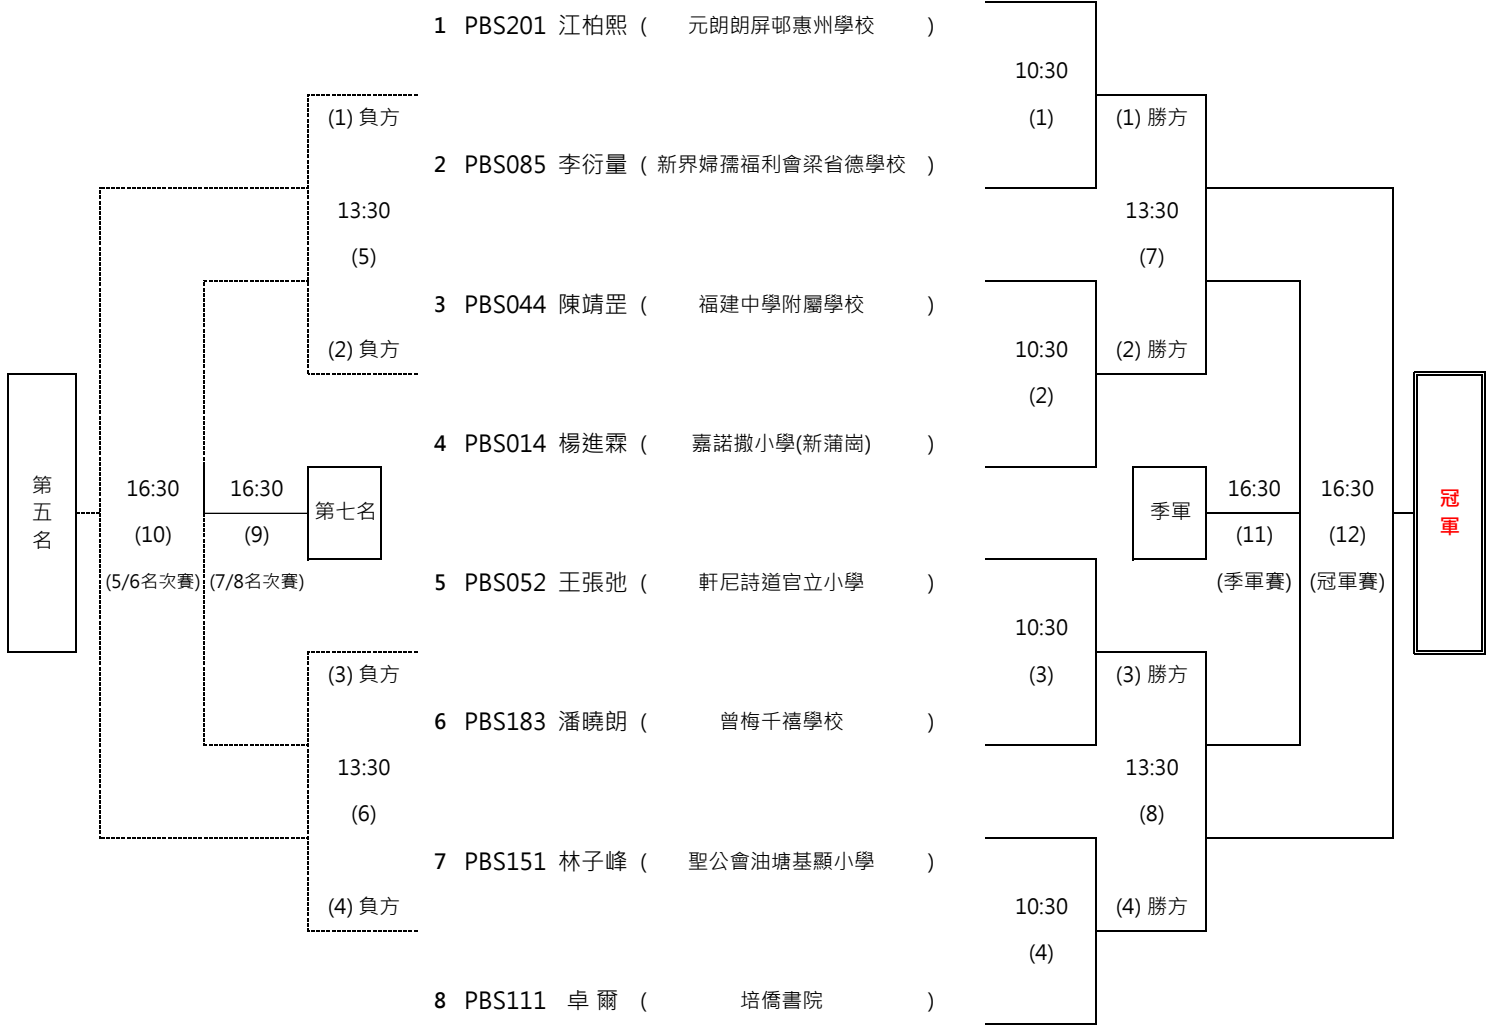 1 PBS201 江柏熙 ( 元朗朗屏邨惠州學校 )
10:30
(1) 負方
(1)
(1) 勝方
2 PBS085 李衍量 ( 新界婦孺福利會梁省德學校 )
13:30
13:30
(5)
(7)
3 PBS044 陳靖罡 ( 福建中學附屬學校 )
(2) 負方
10:30
(2) 勝方
(2)
4 PBS014 楊進霖 ( 嘉諾撒小學(新蒲崗) )
第五名
16:30
(10)
(5/6名次賽)
16:30
(9)
(7/8名次賽)
第七名
季軍
16:30
(11)
(季軍賽)
16:30
(12)
(冠軍賽)
冠軍
5 PBS052 王張弛 ( 軒尼詩道官立小學 )
10:30
(3) 負方
(3)
(3) 勝方
6 PBS183 潘曉朗 ( 曾梅千禧學校 )
13:30
13:30
(6)
(8)
7 PBS151 林子峰 ( 聖公會油塘基顯小學 )
(4) 負方
10:30
(4) 勝方
(4)
8 PBS111 卓爾 ( 培僑書院 )